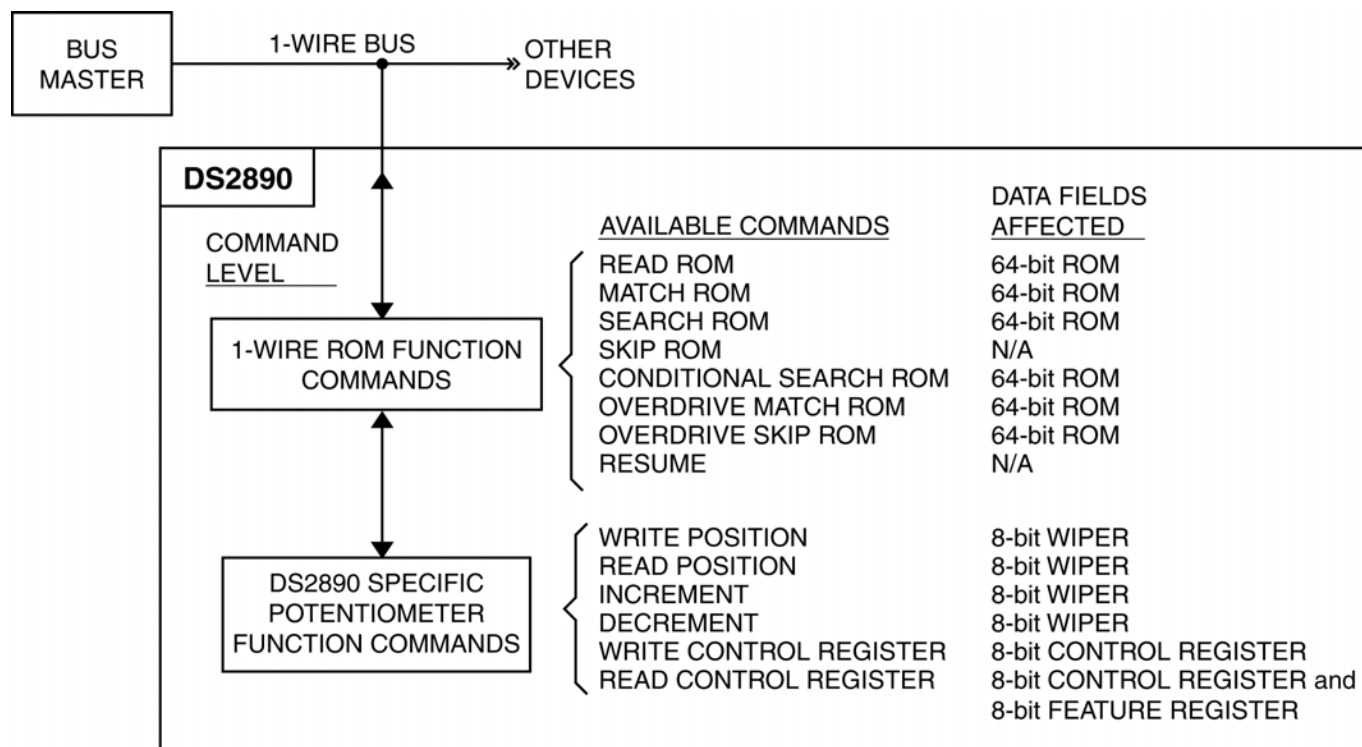 BUS
MASTER
1-WIRE BUS
OTHER
DEVICES
DS2890
COMMAND
LEVEL
AVAILABLE COMMANDS
DATA FIELDS
AFFECTED
1-WIRE ROM FUNCTION
COMMANDS
READ ROM 64-bit ROM
MATCH ROM 64-bit ROM
SEARCH ROM 64-bit ROM
SKIP ROM N/A
CONDITIONAL SEARCH ROM 64-bit ROM
OVERDRIVE MATCH ROM 64-bit ROM
OVERDRIVE SKIP ROM 64-bit ROM
RESUME N/A
DS2890 SPECIFIC
POTENTIOMETER
FUNCTION COMMANDS
WRITE POSITION 8-bit WIPER
READ POSITION 8-bit WIPER
INCREMENT 8-bit WIPER
DECREMENT 8-bit WIPER
WRITE CONTROL REGISTER 8-bit CONTROL REGISTER
READ CONTROL REGISTER 8-bit CONTROL REGISTER and
8-bit FEATURE REGISTER